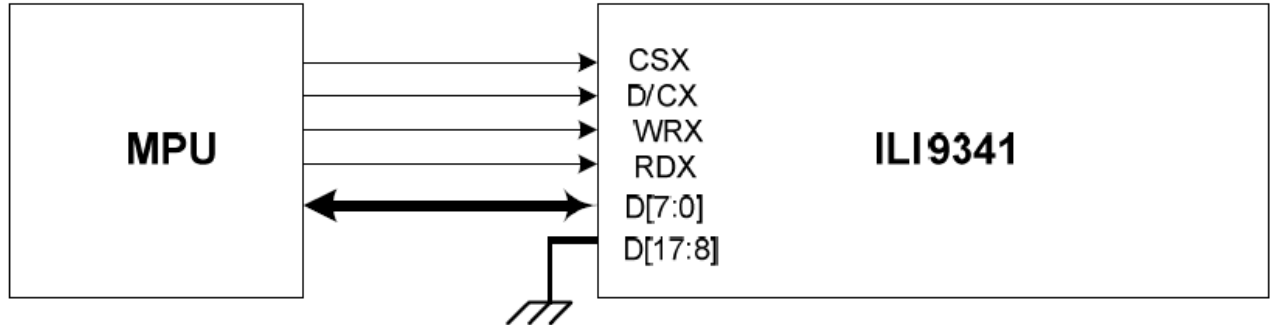 MPU
CSX
D/CX
WRX
RDX
D[7:0]
D[17:8]
ILI9341